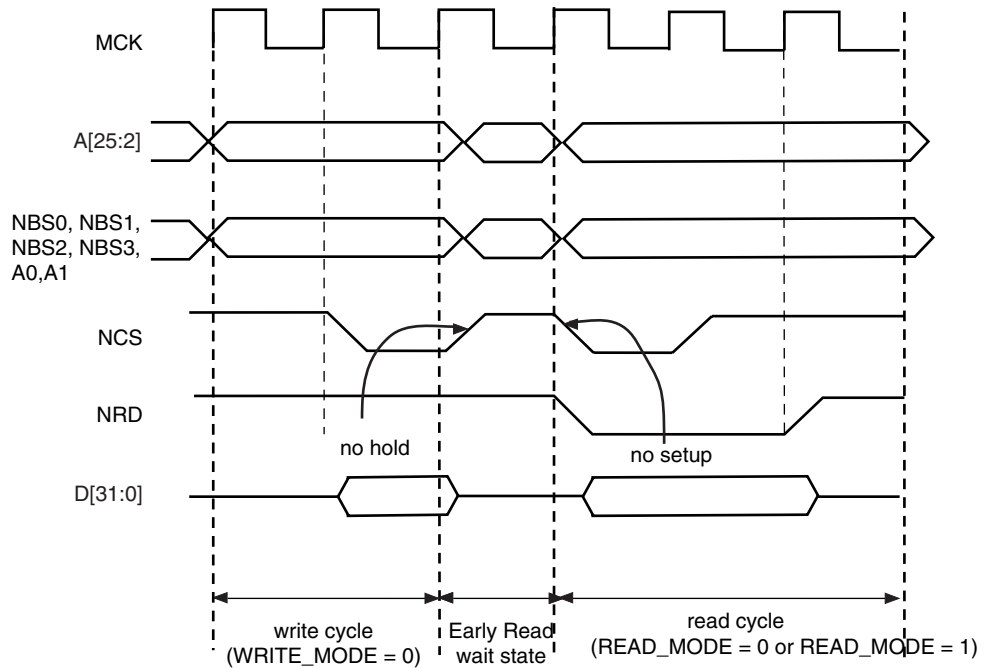 MCK
A[25:2]
NBS0, NBS1,
NBS2, NBS3,
A0,A1
NCS
NRD
no hold
no setup
D[31:0]
write cycle
(WRITE_MODE = 0)
Early Read
wait state
read cycle
(READ_MODE = 0 or READ_MODE = 1)